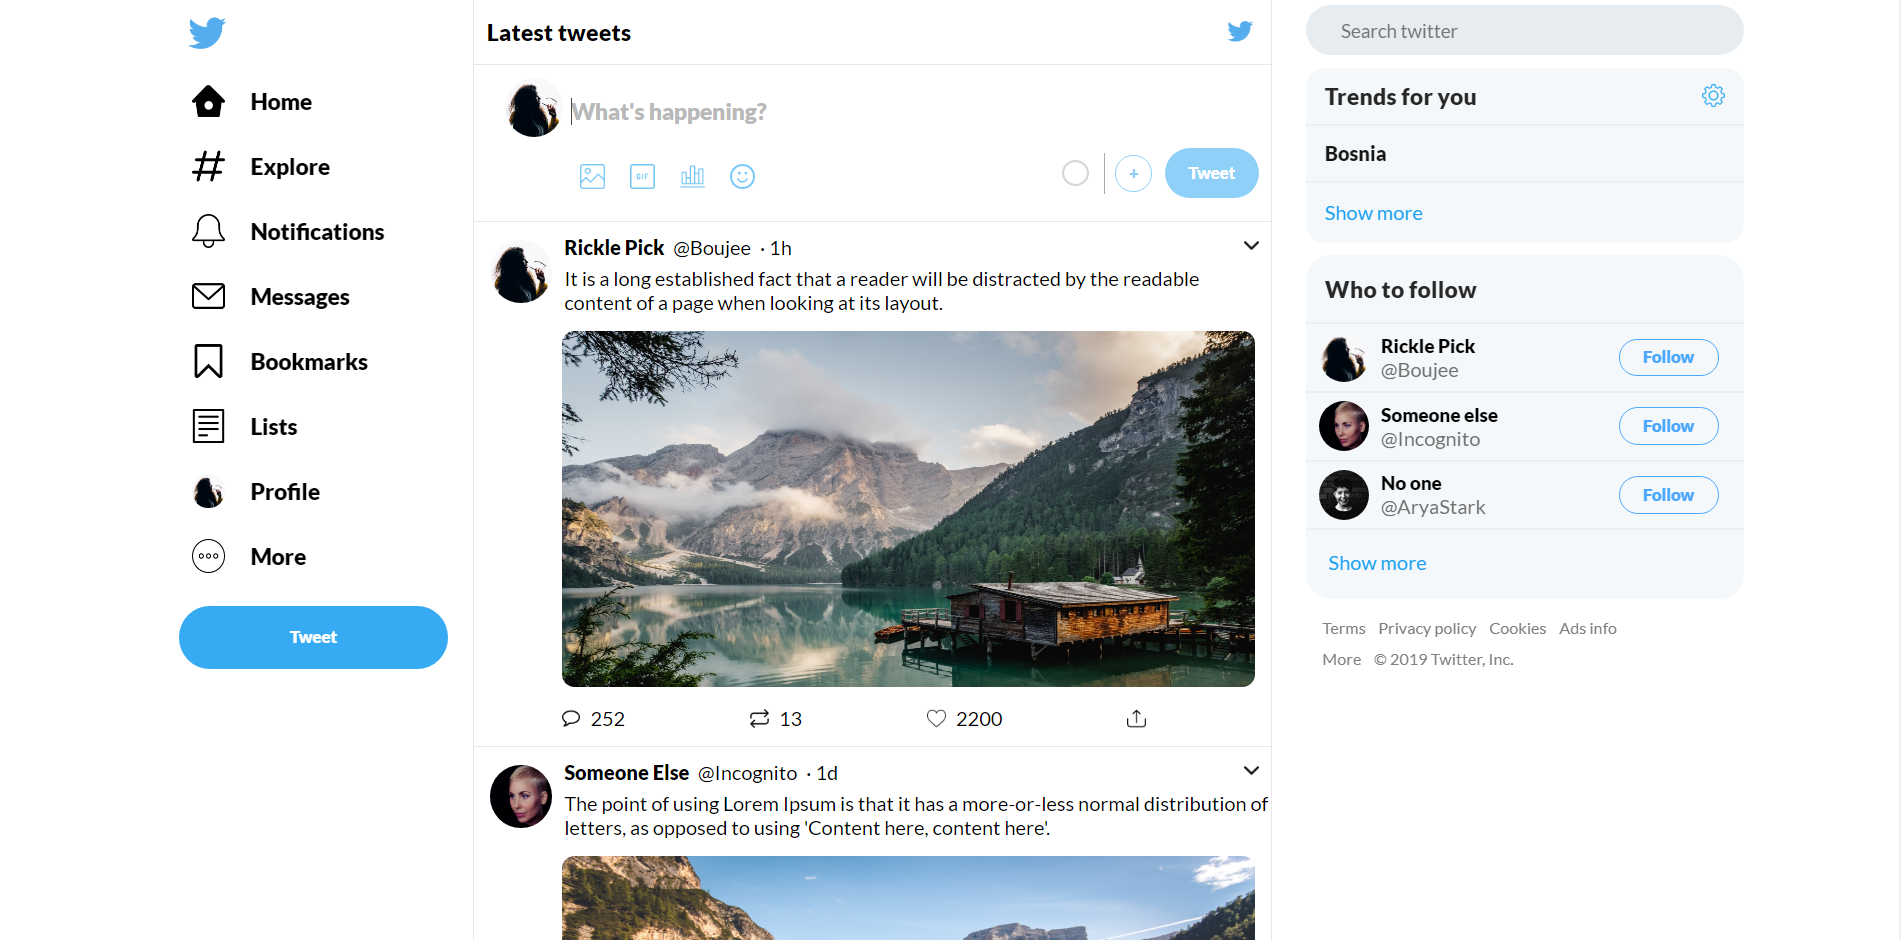 Home
Explore
Notifications
Messages
Bookmarks
Lists
Profile
More
Tweet
Latest tweets
What's happening?
GIF
+
Tweet
Rickle Pick @Boujee · 1h
It is a long established fact that a reader will be distracted by the readable
content of a page when looking at its layout.
252 13 2200
Someone Else @Incognito · 1d
The point of using Lorem Ipsum is that it has a more-or-less normal distribution of
letters, as opposed to using 'Content here, content here'.
Search twitter
Trends for you
Bosnia
Show more
Who to follow
Rickle Pick
@Boujee
Follow
Someone else
@Incognito
Follow
No one
@AryaStark
Follow
Show more
Terms Privacy policy Cookies Ads info
More © 2019 Twitter, Inc.